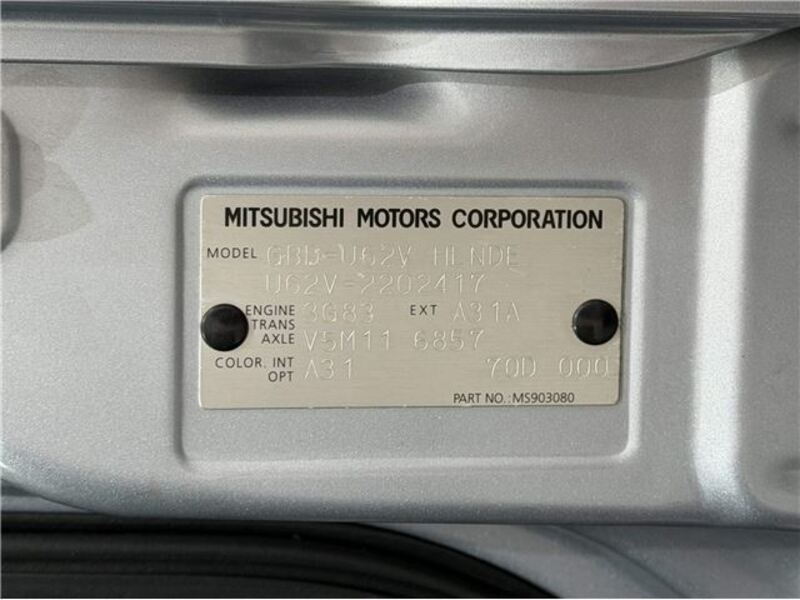 MITSUBISHI MOTORS CORPORATION
MODEL GBD-U62V HLNDE
U62V-2202417
ENGINE 3G83 EXT A31A
TRANS
AXLE V5M11 6857
COLOR. INT
OPT A31 70D 000
PART NO.:MS903080